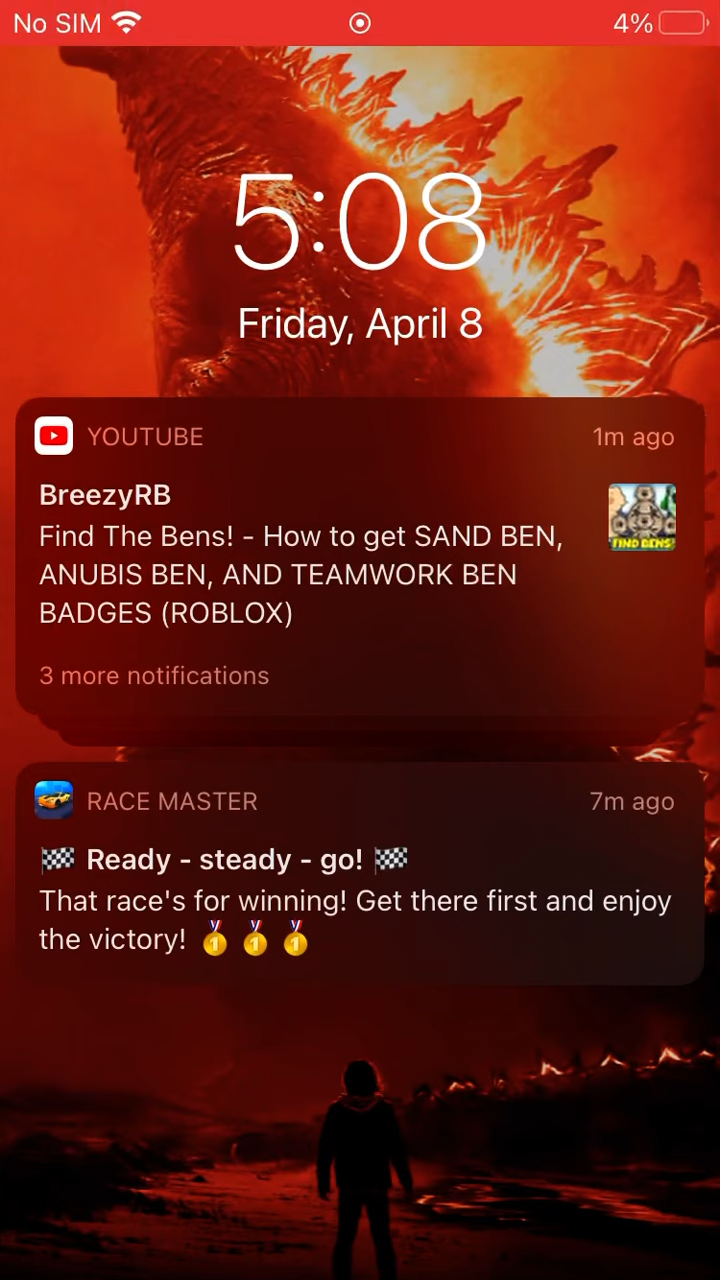 No SIM 4%
5:08
Friday, April 8
YOUTUBE 1m ago
BreezyRB
Find The Bens! - How to get SAND BEN,
ANUBIS BEN, AND TEAMWORK BEN
BADGES (ROBLOX)
FIND BENS!
3 more notifications
RACE MASTER 7m ago
🏁 Ready - steady - go! 🏁
That race's for winning! Get there first and enjoy
the victory! 🥇 🥇 🥇